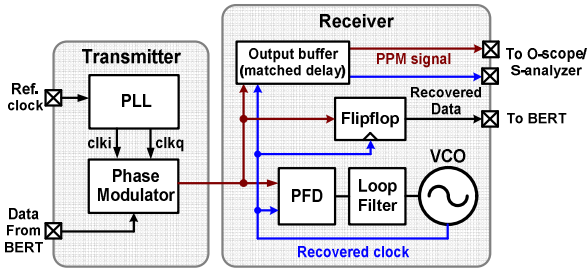 Receiver
Transmitter
Output buffer
(matched delay)
PPM signal
To O-scope/
S-analyzer
Ref.
clock
PLL
Recovered
Data
Flipflop
To BERT
clki
clkq
VCO
Phase
Modulator
PFD
Loop
Filter
Data
From
BERT
Recovered clock